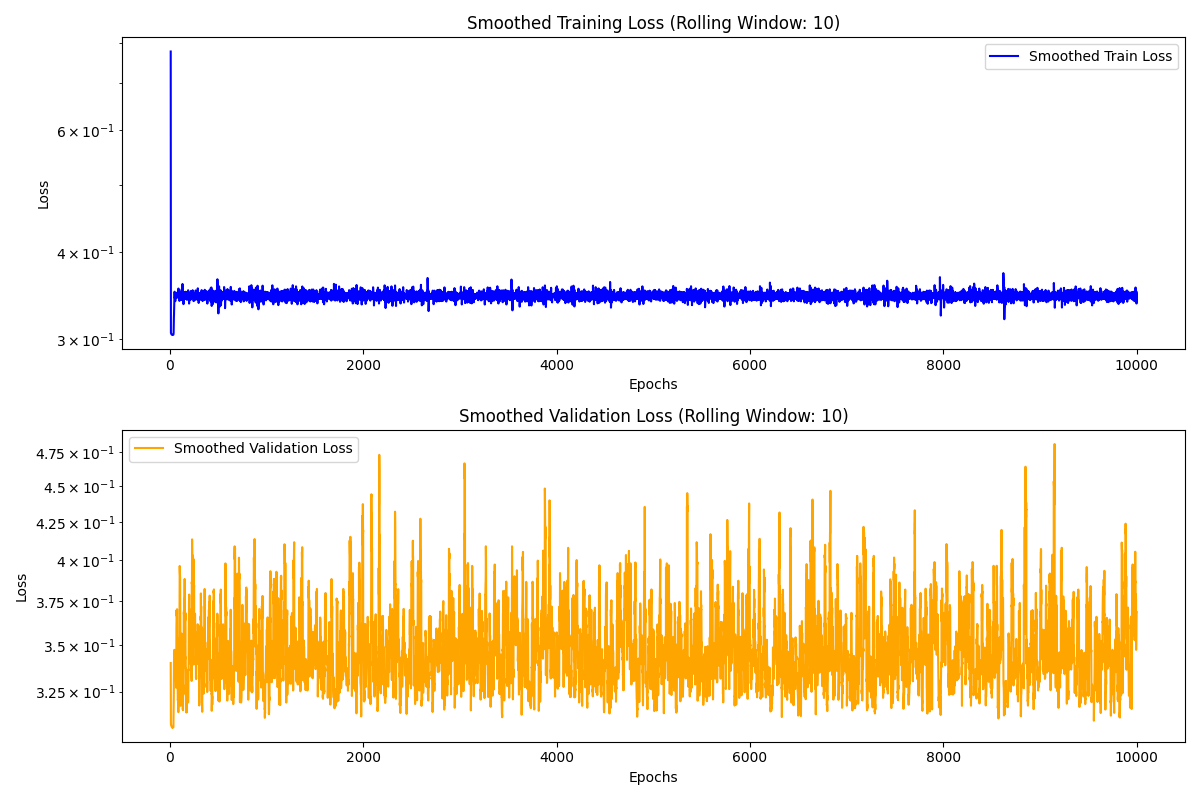 Smoothed Training Loss (Rolling Window: 10)
Smoothed Train Loss
6 × 10⁻¹
4 × 10⁻¹
3 × 10⁻¹
Loss
0 2000 4000 6000 8000 10000
Epochs
Smoothed Validation Loss (Rolling Window: 10)
Smoothed Validation Loss
4.75 × 10⁻¹
4.5 × 10⁻¹
4.25 × 10⁻¹
4 × 10⁻¹
3.75 × 10⁻¹
3.5 × 10⁻¹
3.25 × 10⁻¹
Loss
0 2000 4000 6000 8000 10000
Epochs